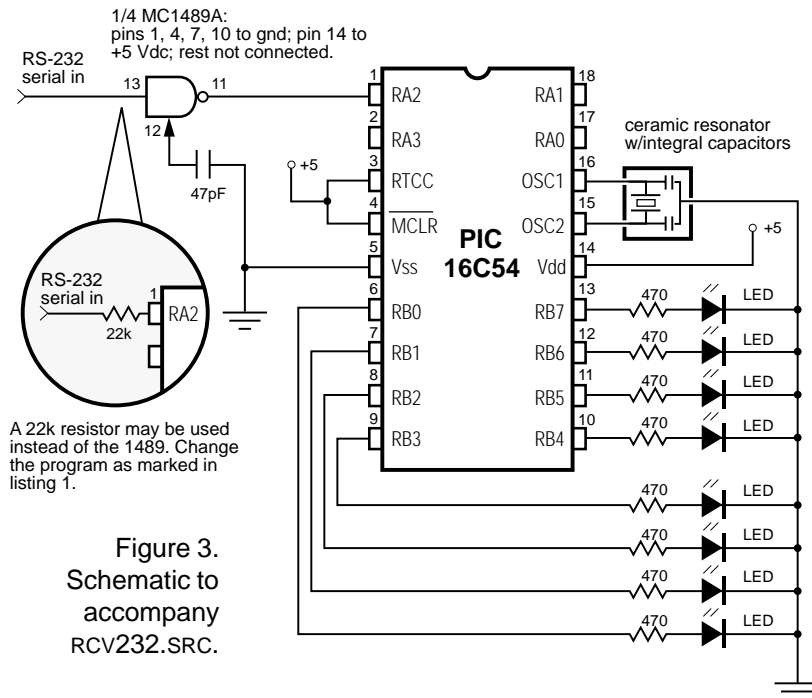 1/4 MC1489A:
pins 1, 4, 7, 10 to gnd; pin 14 to
+5 Vdc; rest not connected.
RS-232
serial in
13
11
12
47pF
+5
1
RA2
2
RA3
3
RTCC
4
MCLR
5
Vss
6
RB0
7
RB1
8
RB2
9
RB3
PIC
16C54
18
RA1
17
RA0
16
OSC1
15
OSC2
14
Vdd
13
RB7
12
RB6
11
RB5
10
RB4
ceramic resonator
w/integral capacitors
+5
470
LED
470
LED
470
LED
470
LED
470
LED
470
LED
470
LED
470
LED
RS-232
serial in
22k
1
RA2
A 22k resistor may be used
instead of the 1489. Change
the program as marked in
listing 1.
Figure 3.
Schematic to
accompany
RCV232.SRC.